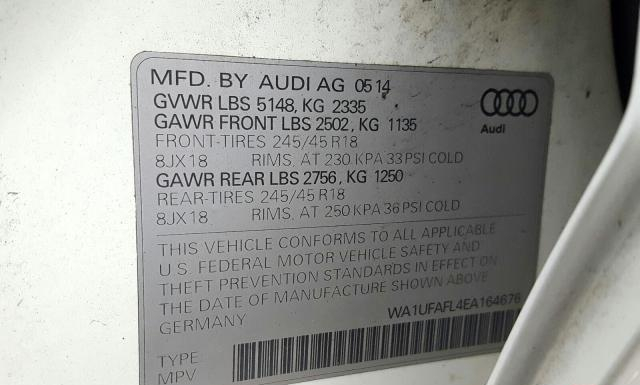 MFD. BY AUDI AG 05 14
GVWR LBS 5148, KG 2335
GAWR FRONT LBS 2502, KG 1135
FRONT-TIRES 245/45 R18
8JX18 RIMS, AT 230 KPA 33 PSI COLD
GAWR REAR LBS 2756, KG 1250
REAR-TIRES 245/45 R18
8JX18 RIMS, AT 250 KPA 36 PSI COLD
Audi
THIS VEHICLE CONFORMS TO ALL APPLICABLE
U.S. FEDERAL MOTOR VEHICLE SAFETY AND
THEFT PREVENTION STANDARDS IN EFFECT ON
THE DATE OF MANUFACTURE SHOWN ABOVE
GERMANY
WA1UFAFL4EA164676
TYPE
MPV